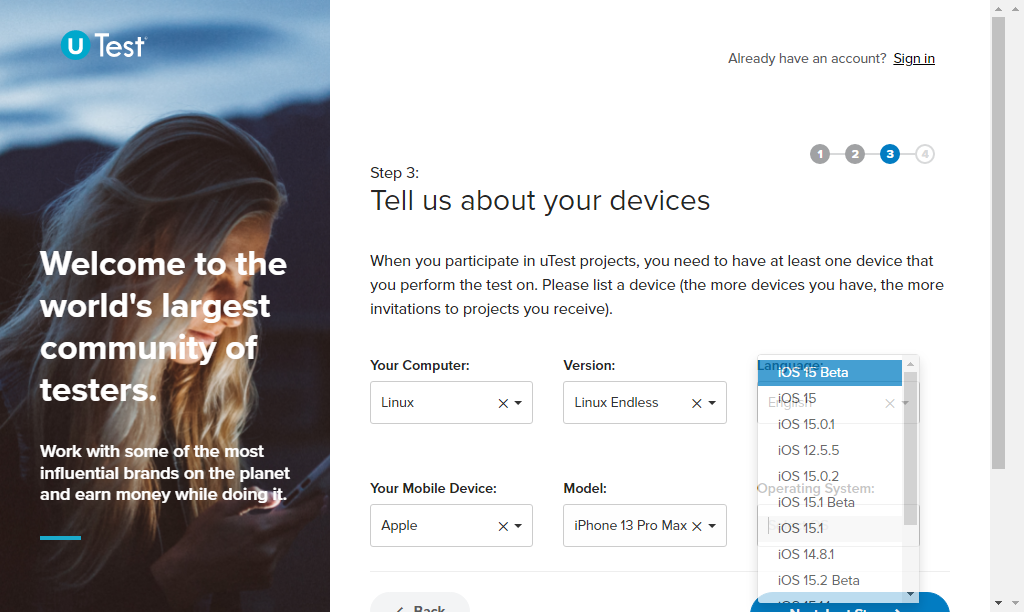 U Test
Already have an account? Sign in
1 2 3 4
Step 3:
Tell us about your devices
Welcome to the
world's largest
community of
testers.
Work with some of the most
influential brands on the planet
and earn money while doing it.
When you participate in uTest projects, you need to have at least one device that
you perform the test on. Please list a device (the more devices you have, the more
invitations to projects you receive).
Your Computer: Version: Language:
Linux Linux Endless English
Your Mobile Device: Model: Operating System:
Apple iPhone 13 Pro Max
iOS 15 Beta
iOS 15
iOS 15.0.1
iOS 12.5.5
iOS 15.0.2
iOS 15.1 Beta
iOS 15.1
iOS 14.8.1
iOS 15.2 Beta
Back